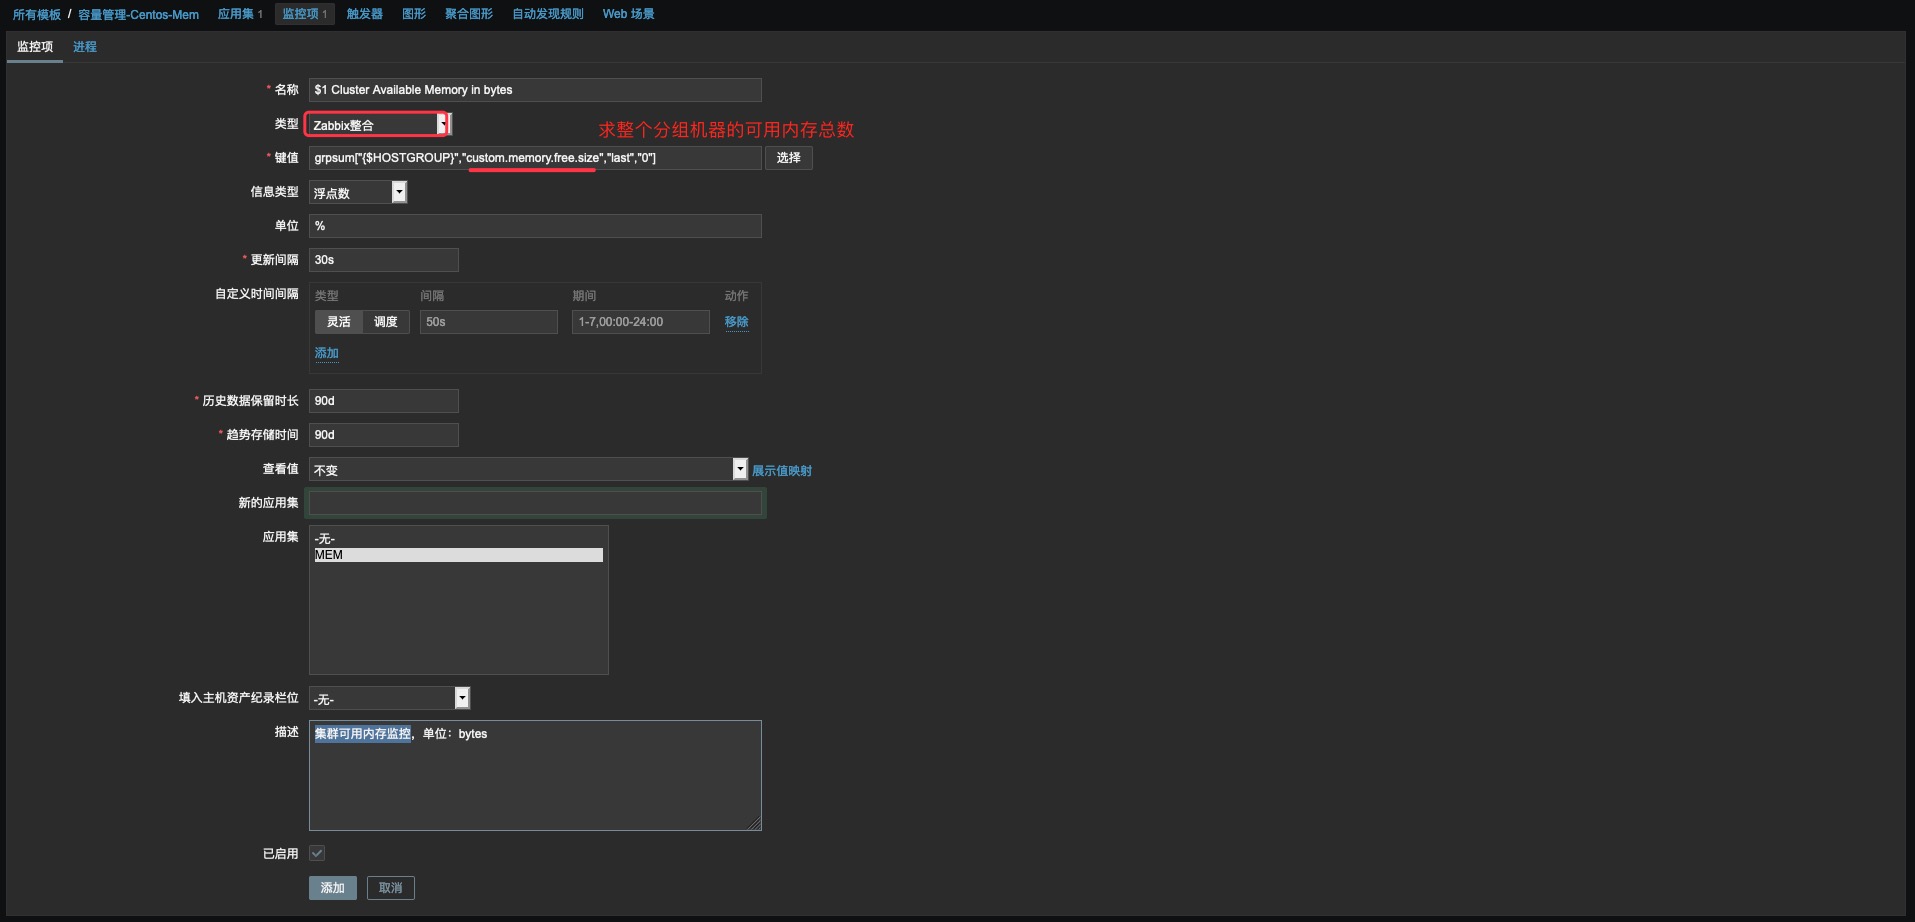 所有模板 / 容量管理-Centos-Mem 应用集 1 监控项 1 触发器 图形 聚合图形 自动发现规则 Web 场景
监控项 进程
* 名称 $1 Cluster Available Memory in bytes
类型 Zabbix整合
求整个分组机器的可用内存总数
* 键值 grpsum["{$HOSTGROUP}","custom.memory.free.size","last","0"] 选择
信息类型 浮点数
单位 %
* 更新间隔 30s
自定义时间间隔 类型 间隔 期间 动作
灵活 调度 50s 1-7,00:00-24:00 移除
添加
* 历史数据保留时长 90d
* 趋势存储时间 90d
查看值 不变 展示值映射
新的应用集
应用集 -无-
MEM
填入主机资产纪录栏位 -无-
描述 集群可用内存监控，单位：bytes
已启用
添加 取消